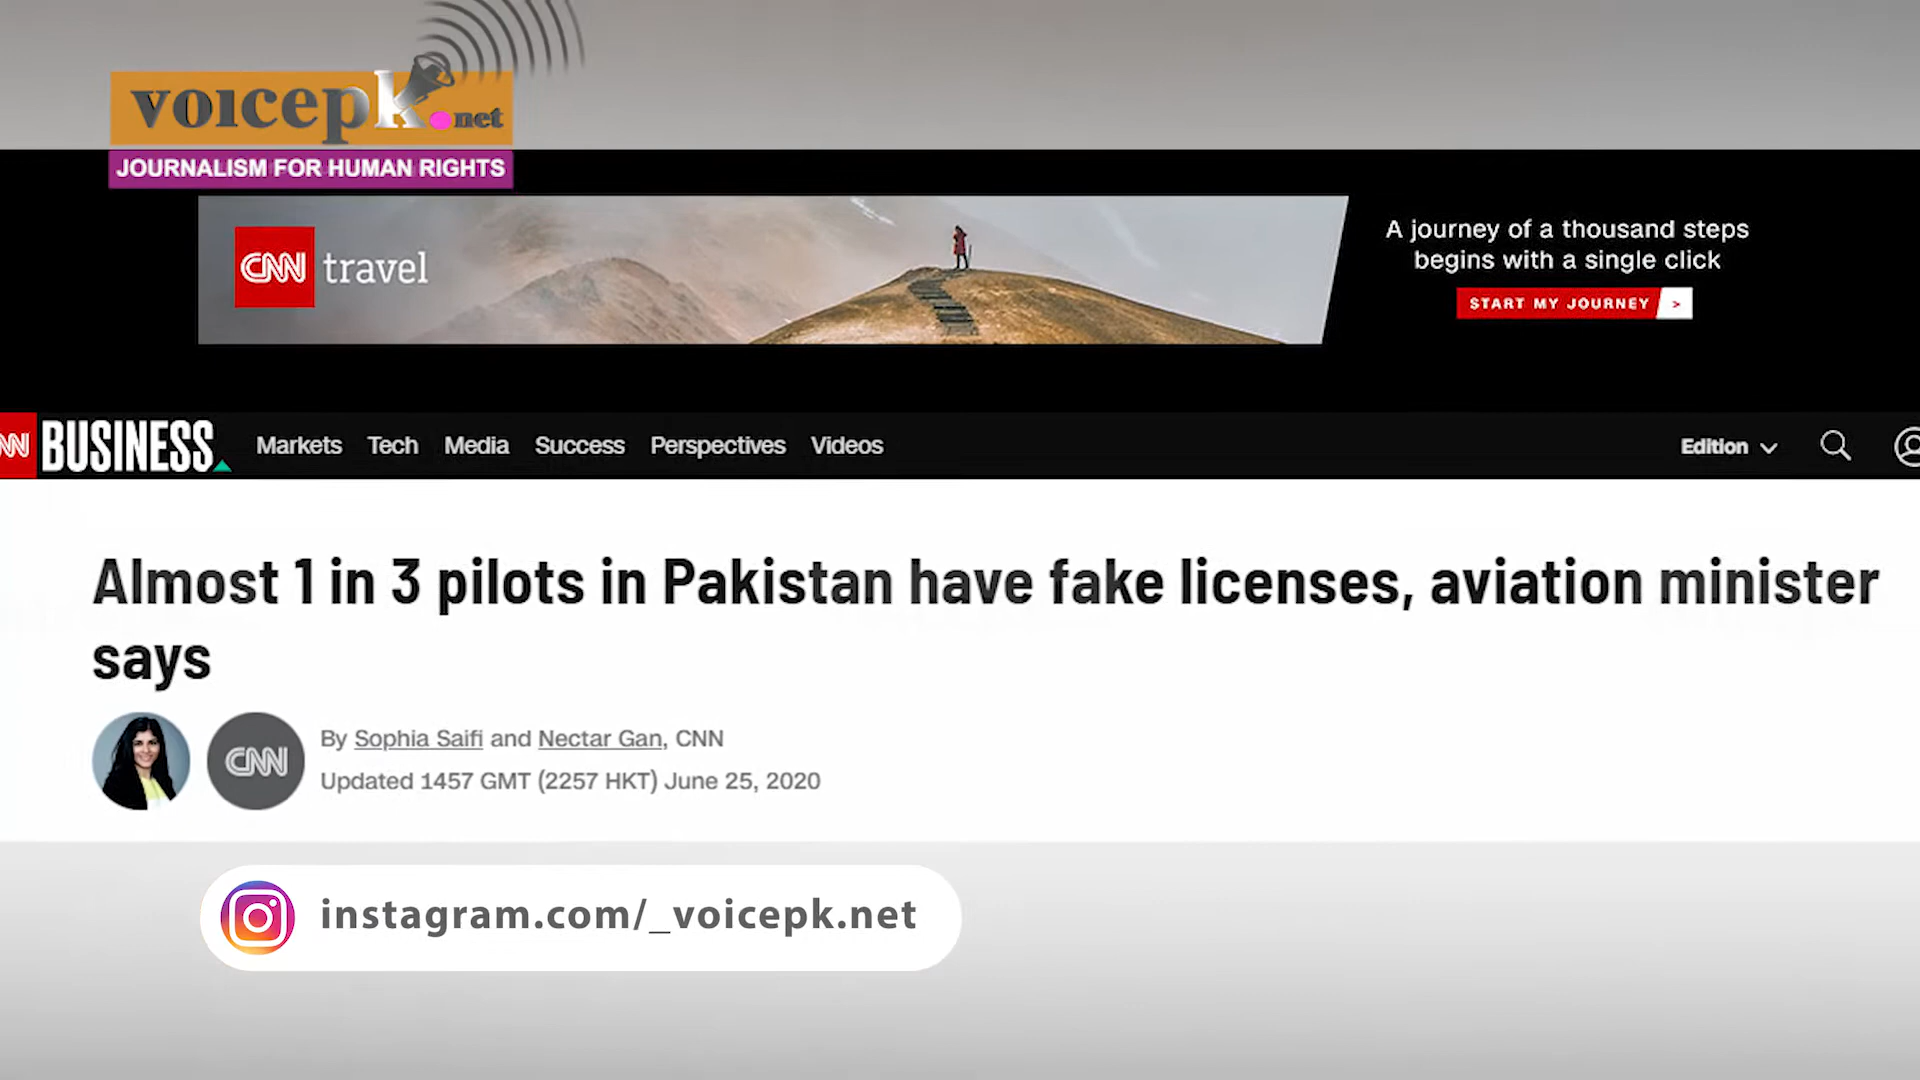 voicepk.net
JOURNALISM FOR HUMAN RIGHTS
CNN travel
A journey of a thousand steps
begins with a single click
START MY JOURNEY >
BUSINESS Markets Tech Media Success Perspectives Videos Edition
Almost 1 in 3 pilots in Pakistan have fake licenses, aviation minister
says
CNN
By Sophia Saifi and Nectar Gan, CNN
Updated 1457 GMT (2257 HKT) June 25, 2020
instagram.com/_voicepk.net